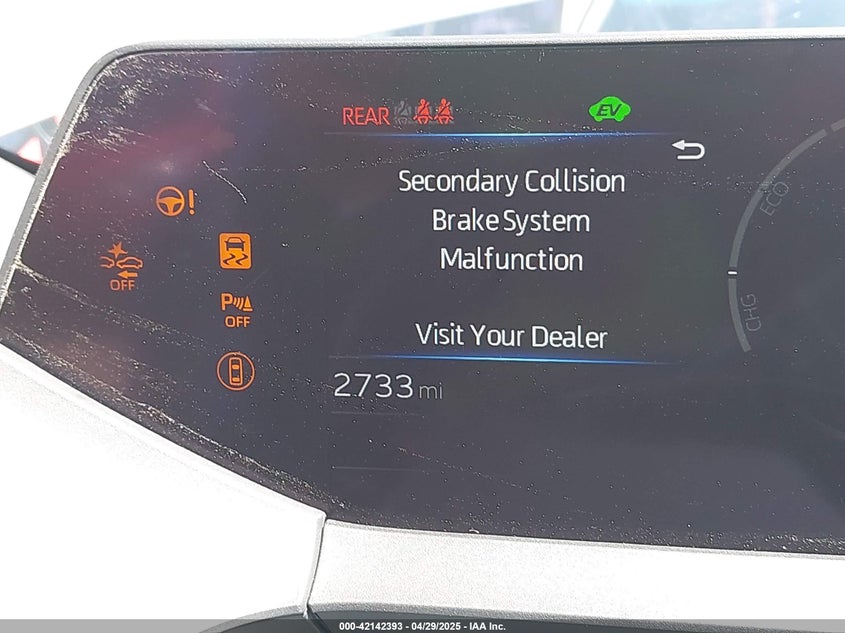 REAR
EV
Secondary Collision
Brake System
Malfunction
ECO
OFF
CHG
P
OFF
Visit Your Dealer
2733 mi
000-42142393 - 04/29/2025 - IAA Inc.